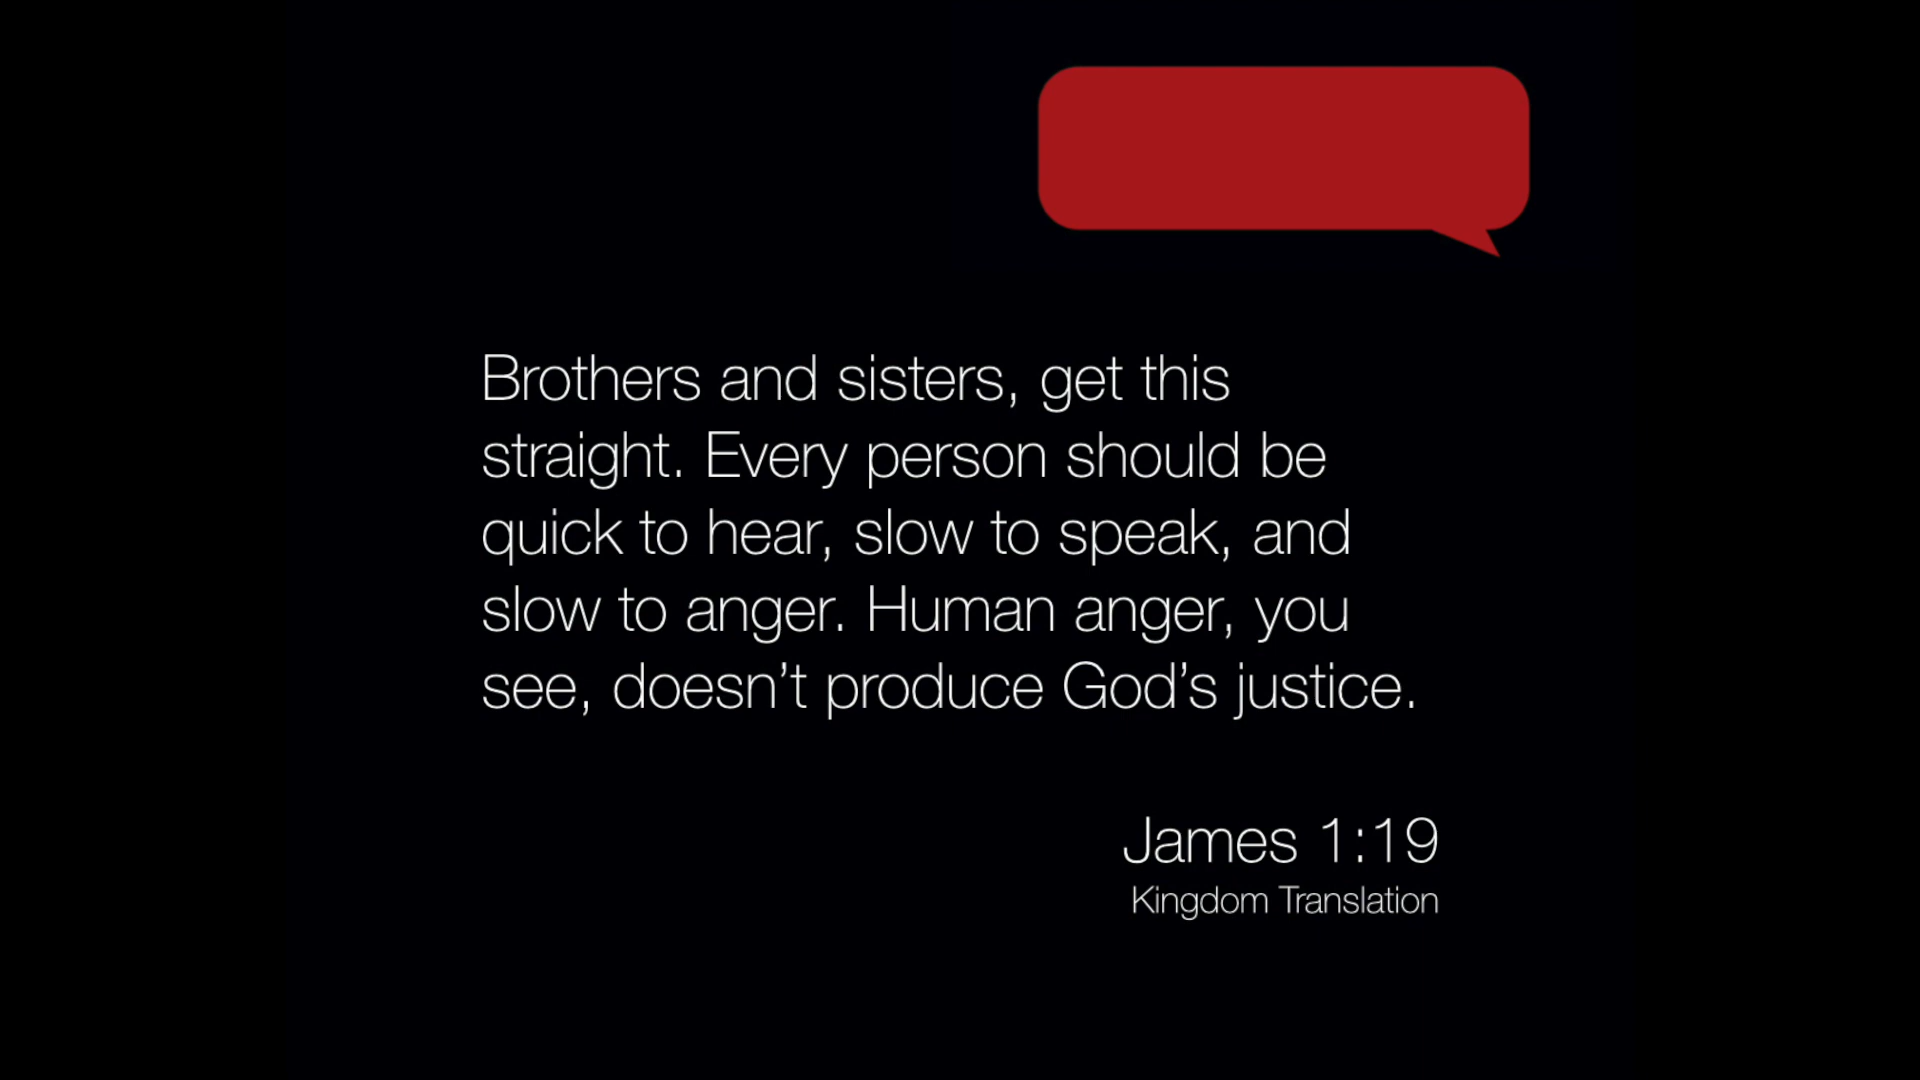 Brothers and sisters, get this
straight. Every person should be
quick to hear, slow to speak, and
slow to anger. Human anger, you
see, doesn’t produce God’s justice.
James 1:19
Kingdom Translation